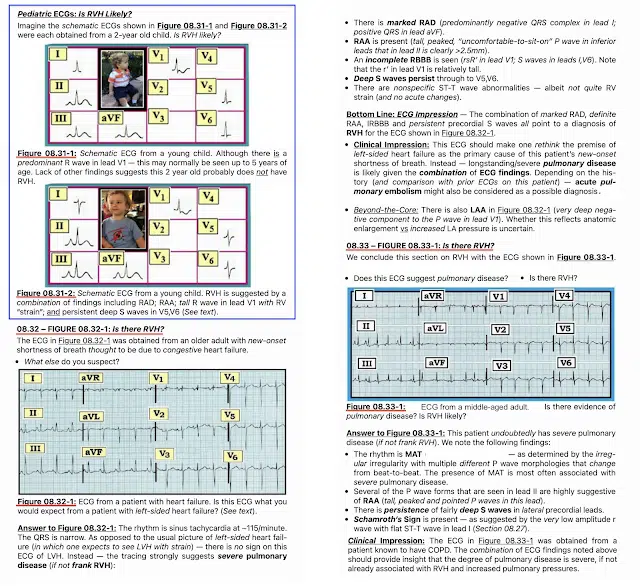 Pediatric ECGs: Is RVH Likely?
Imagine the schematic ECGs shown in Figure 08.31-1 and Figure 08.31-2
were each obtained from a 2-year old child. Is RVH likely?
I
V1
V4
II
V2
V5
III
aVF
V3
V6
Figure 08.31-1: Schematic ECG from a young child. Although there is a
predominant R wave in lead V1 — this may normally be seen up to 5 years of
age. Lack of other findings suggests this 2 year old probably does not have
RVH.
I
V1
V4
II
V2
V5
III
aVF
V3
V6
Figure 08.31-2: Schematic ECG from a young child. RVH is suggested by a
combination of findings including RAD; RAA; tall R wave in lead V1 with RV
“strain”; and persistent deep S waves in V5,V6 (See text).
08.32 – FIGURE 08.32-1: Is there RVH?
The ECG in Figure 08.32-1 was obtained from an older adult with new-onset
shortness of breath thought to be due to congestive heart failure.
• What else do you suspect?
I
aVR
V1
V4
II
aVL
V2
V5
III
aVF
V3
V6
Figure 08.32-1: ECG from a patient with heart failure. Is this ECG what you
would expect from a patient with left-sided heart failure? (See text).
Answer to Figure 08.32-1: The rhythm is sinus tachycardia at ~115/minute.
The QRS is narrow. As opposed to the usual picture of left-sided heart fail-
ure (in which one expects to see LVH with strain) — there is no sign on this
ECG of LVH. Instead — the tracing strongly suggests severe pulmonary
disease (if not frank RVH):
• There is marked RAD (predominantly negative QRS complex in lead I;
positive QRS in lead aVF).
• RAA is present (tall, peaked, “uncomfortable-to-sit-on” P wave in inferior
leads that in lead II is clearly >2.5mm).
• An incomplete RBBB is seen (rsR’ in lead V1; S waves in leads I,V6). Note
that the r’ in lead V1 is relatively tall.
• Deep S waves persist through to V5,V6.
• There are nonspecific ST-T wave abnormalities — albeit not quite RV
strain (and no acute changes).
Bottom Line: ECG Impression — The combination of marked RAD, definite
RAA, IRBBB and persistent precordial S waves all point to a diagnosis of
RVH for the ECG shown in Figure 08.32-1.
• Clinical Impression: This ECG should make one rethink the premise of
left-sided heart failure as the primary cause of this patient’s new-onset
shortness of breath. Instead — longstanding/severe pulmonary disease
is likely given the combination of ECG findings. Depending on the his-
tory (and comparison with prior ECGs on this patient) — acute pul-
monary embolism might also be considered as a possible diagnosis.
• Beyond-the-Core: There is also LAA in Figure 08.32-1 (very deep nega-
tive component to the P wave in lead V1). Whether this reflects anatomic
enlargement vs increased LA pressure is uncertain.
08.33 – FIGURE 08.33-1: Is there RVH?
We conclude this section on RVH with the ECG shown in Figure 08.33-1.
• Does this ECG suggest pulmonary disease? • Is there RVH?
I
aVR
V1
V4
II
aVL
V2
V5
III
aVF
V3
V6
Figure 08.33-1: ECG from a middle-aged adult. Is there evidence of
pulmonary disease? Is RVH likely?
Answer to Figure 08.33-1: This patient undoubtedly has severe pulmonary
disease (if not frank RVH). We note the following findings:
• The rhythm is MAT — as determined by the irreg-
ular irregularity with multiple different P wave morphologies that change
from beat-to-beat. The presence of MAT is most often associated with
severe pulmonary disease.
• Several of the P wave forms that are seen in lead II are highly suggestive
of RAA (tall, peaked and pointed P waves in this lead).
• There is persistence of fairly deep S waves in lateral precordial leads.
• Schamroth’s Sign is present — as suggested by the very low amplitude r
wave with flat ST-T wave in lead I (Section 08.27).
Clinical Impression: The ECG in Figure 08.33-1 was obtained from a
patient known to have COPD. The combination of ECG findings noted above
should provide insight that the degree of pulmonary disease is severe, if not
already associated with RVH and increased pulmonary pressures.